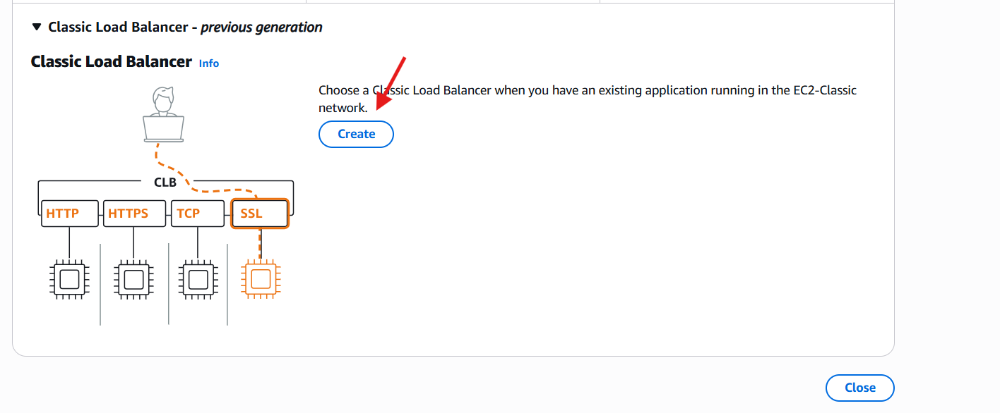 Classic Load Balancer - previous generation
Classic Load Balancer Info
Choose a Classic Load Balancer when you have an existing application running in the EC2-Classic
network.
Create
CLB
HTTP HTTPS TCP SSL
Close